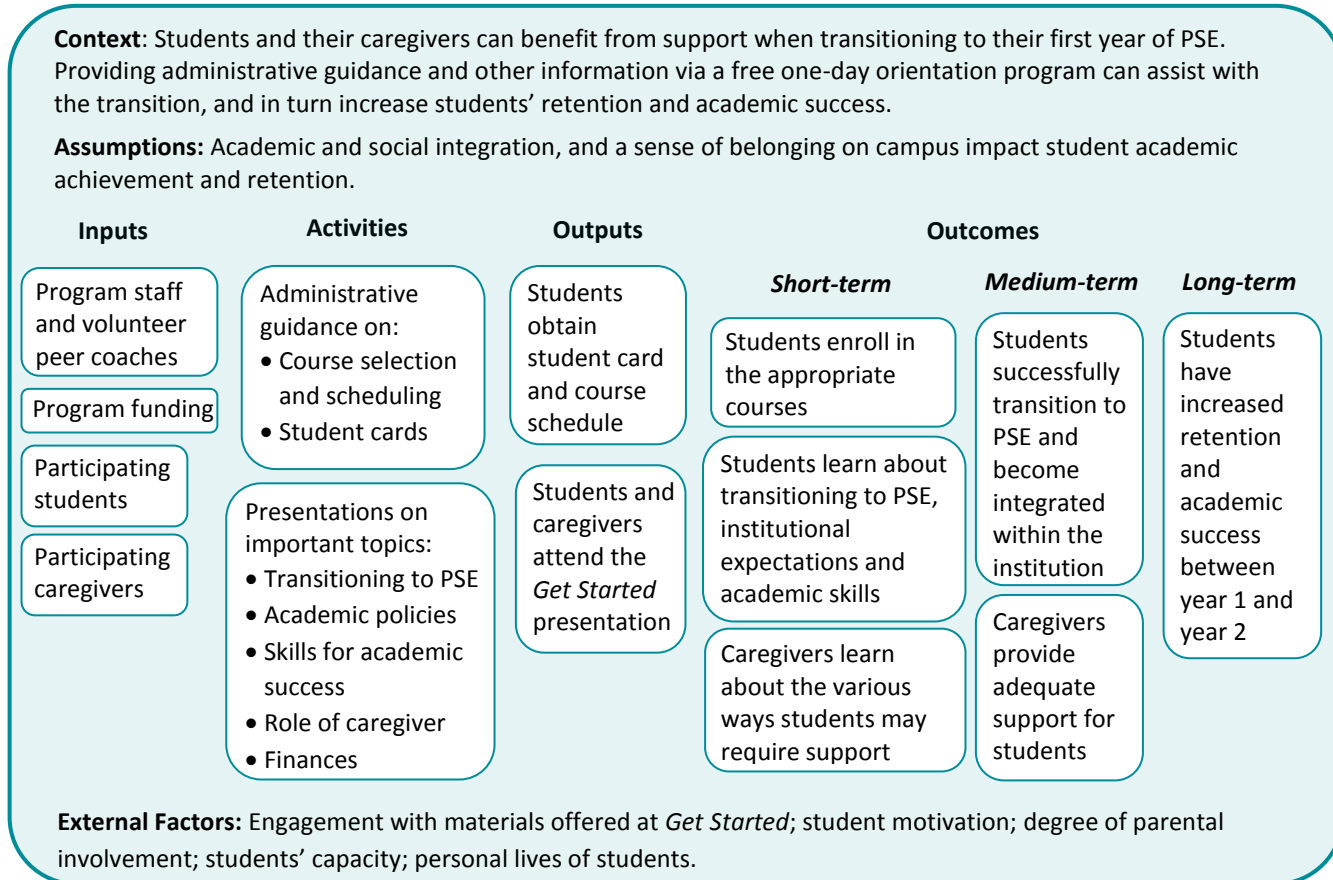 Context: Students and their caregivers can benefit from support when transitioning to their first year of PSE.
Providing administrative guidance and other information via a free one-day orientation program can assist with
the transition, and in turn increase students’ retention and academic success.
Assumptions: Academic and social integration, and a sense of belonging on campus impact student academic
achievement and retention.
Inputs
Program staff
and volunteer
peer coaches
Program funding
Participating
students
Participating
caregivers
Activities
Administrative
guidance on:
• Course selection
and scheduling
• Student cards
Presentations on
important topics:
• Transitioning to PSE
• Academic policies
• Skills for academic
success
• Role of caregiver
• Finances
Outputs
Students
obtain
student card
and course
schedule
Students and
caregivers
attend the
Get Started
presentation
Outcomes
Short-term
Students enroll in
the appropriate
courses
Students learn about
transitioning to PSE,
institutional
expectations and
academic skills
Caregivers learn
about the various
ways students may
require support
Medium-term
Students
successfully
transition to
PSE and
become
integrated
within the
institution
Caregivers
provide
adequate
support for
students
Long-term
Students
have
increased
retention
and
academic
success
between
year 1 and
year 2
External Factors: Engagement with materials offered at Get Started; student motivation; degree of parental
involvement; students’ capacity; personal lives of students.